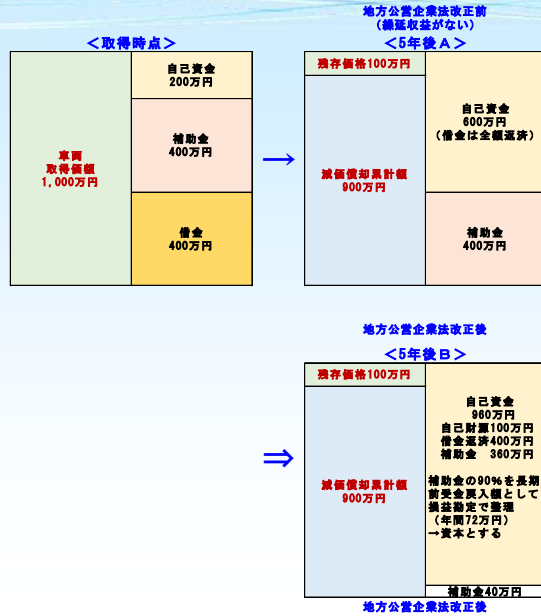 地方公営企業法改正前
(繰延収益がない)
＜取得時点＞
＜5年後Ａ＞
車両
取得価額
1,000万円
自己資金
200万円
補助金
400万円
借金
400万円
→
残存価格100万円
減価償却累計額
900万円
自己資金
600万円
(借金は全額返済)
補助金
400万円
地方公営企業法改正後
＜5年後Ｂ＞
⇒
残存価格100万円
減価償却累計額
900万円
自己資金
960万円
自己財源100万円
借金返済400万円
補助金　360万円
補助金の90%を長期
前受金戻入額として
損益勘定で整理
(年間72万円)
→資本とする
補助金40万円
地方公営企業法改正後